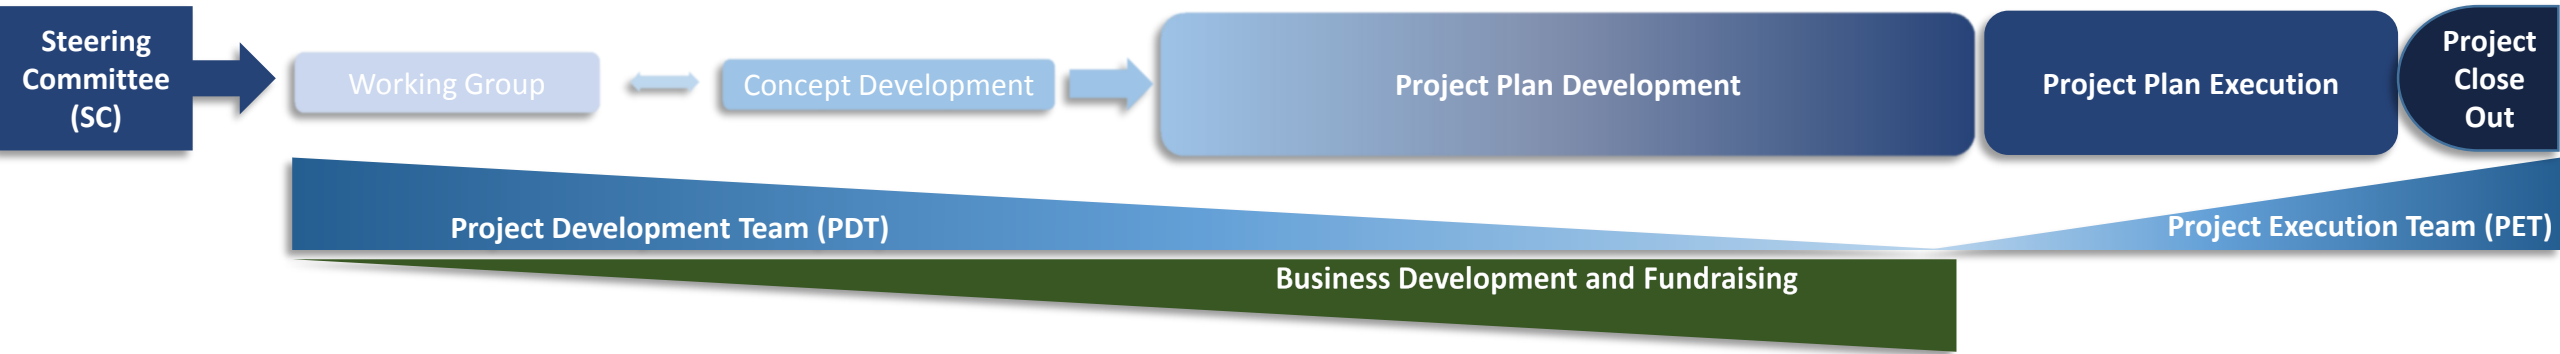 Steering
Committee
(SC)
Working Group
Concept Development
Project Plan Development
Project Plan Execution
Project
Close
Out
Project Development Team (PDT)
Project Execution Team (PET)
Business Development and Fundraising